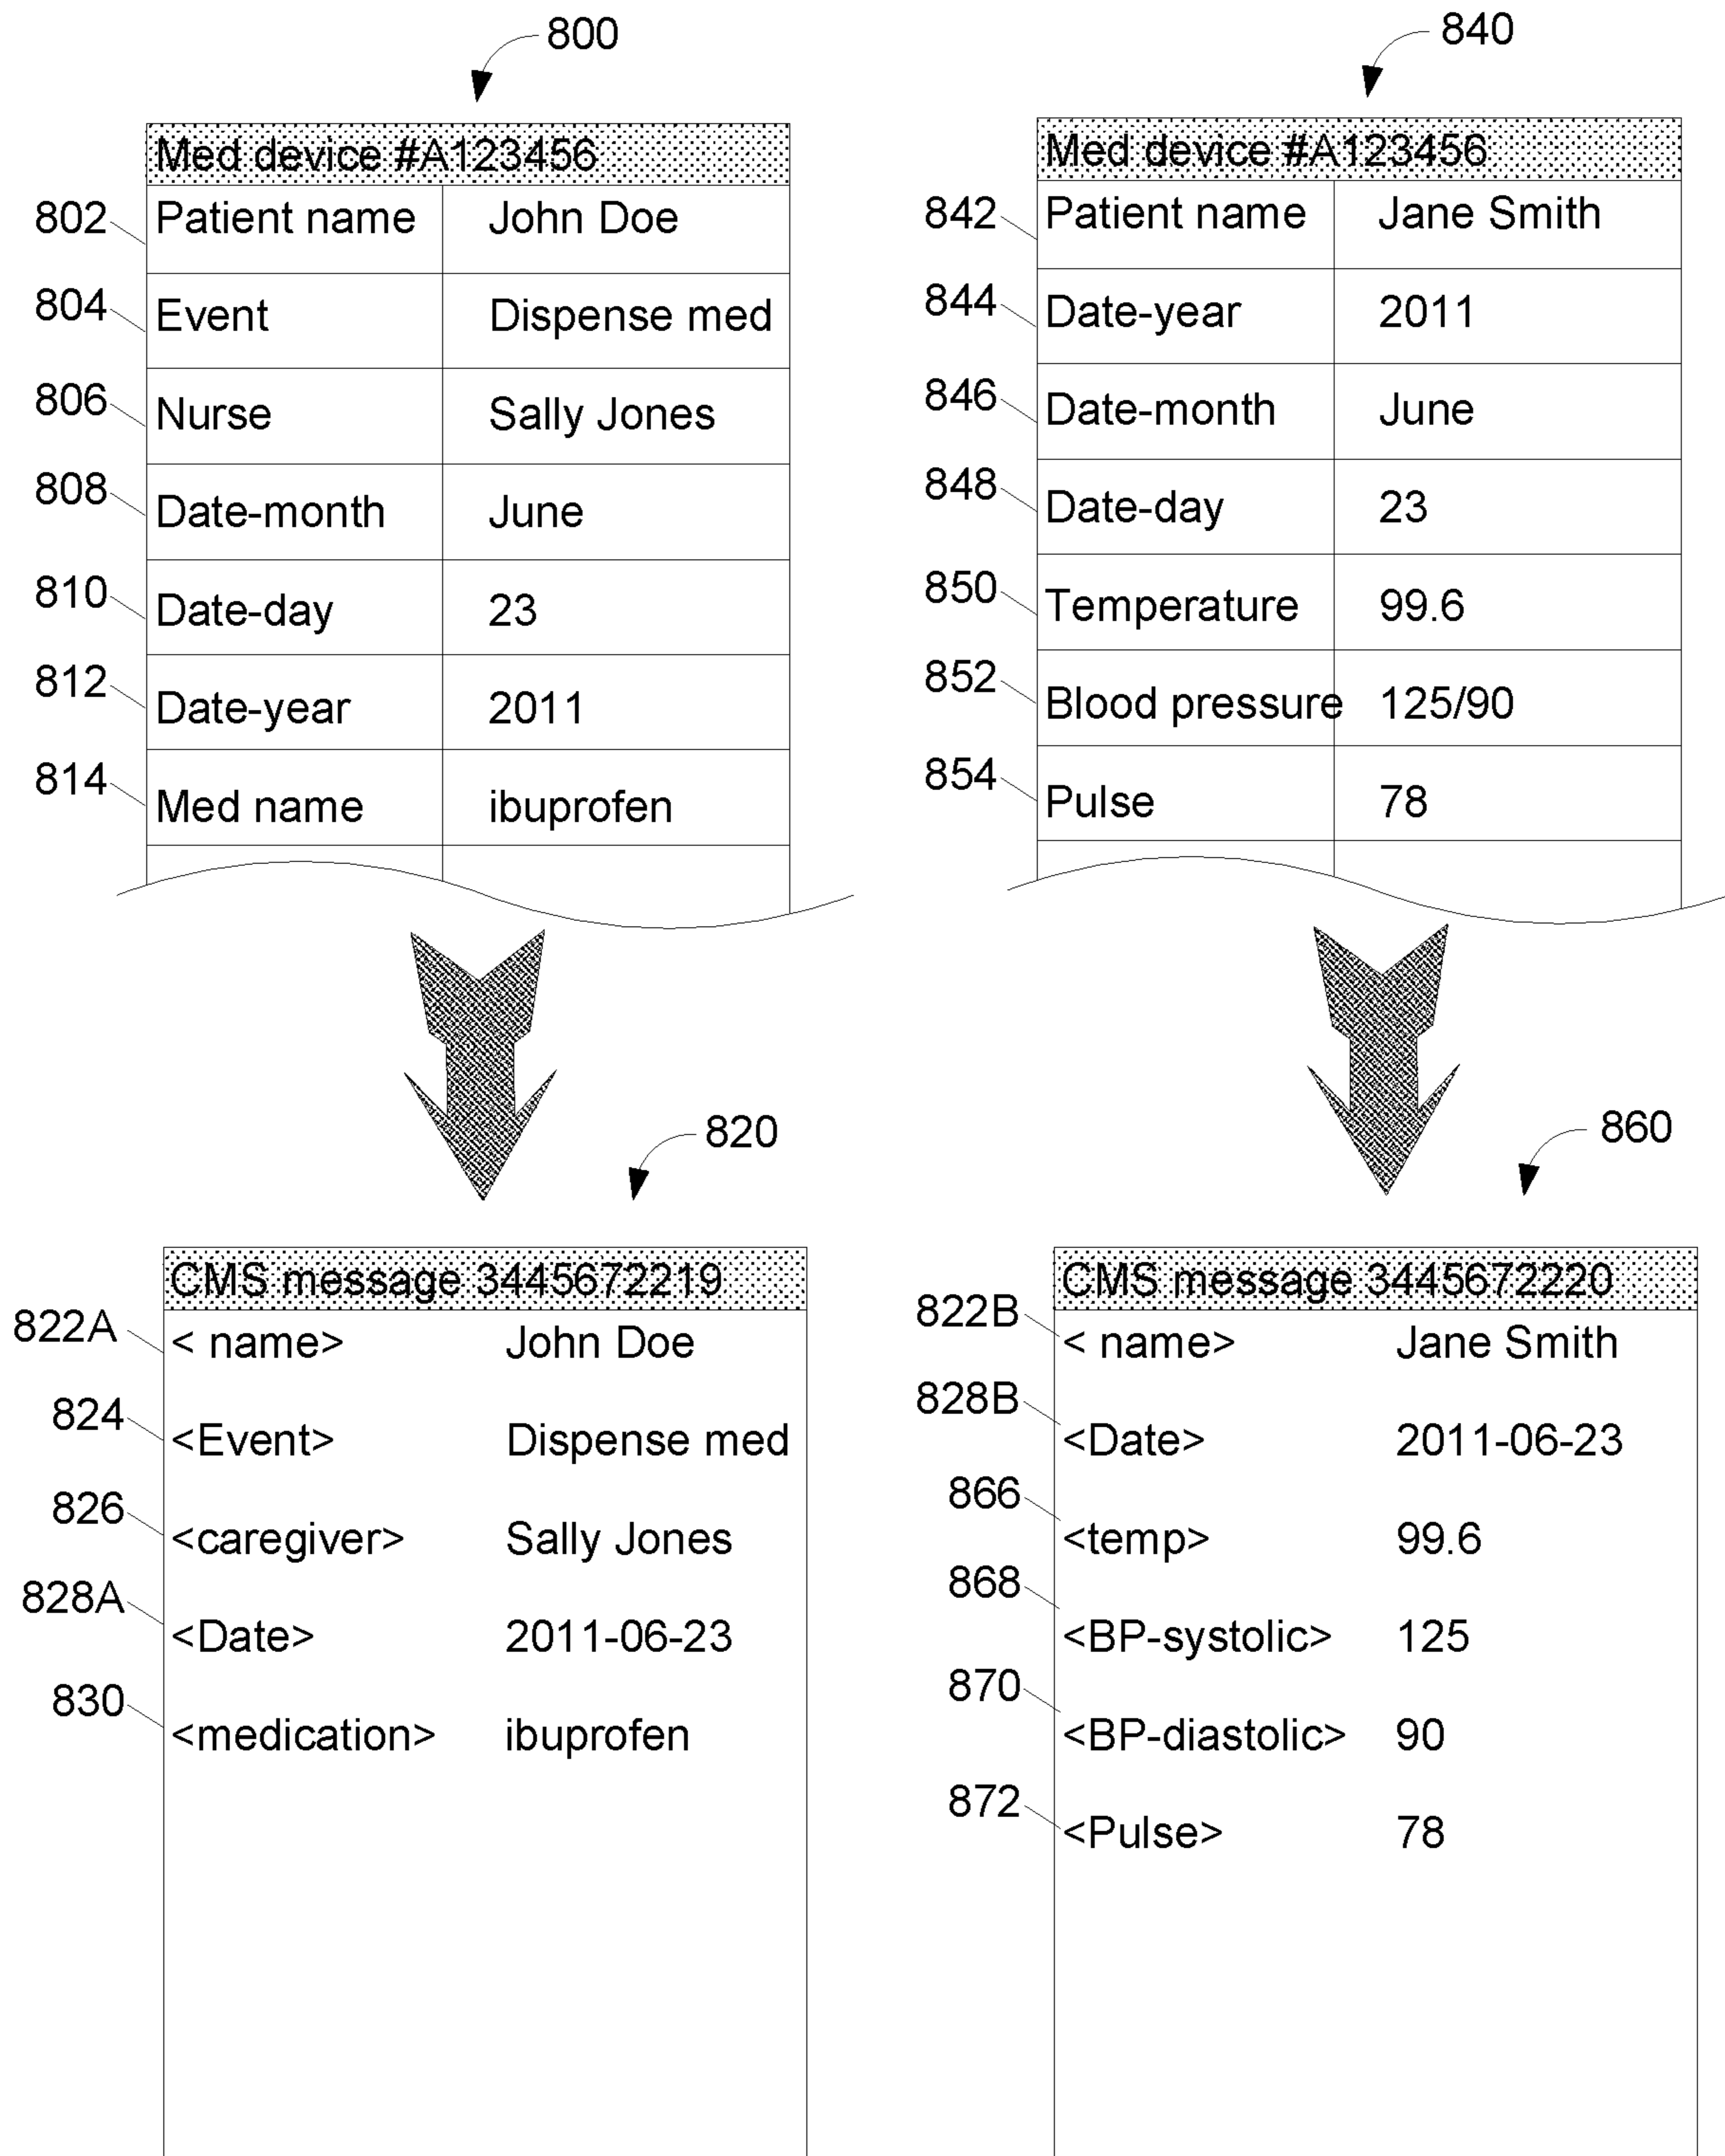 800
Med device #A123456
802 Patient name John Doe
804 Event Dispense med
806 Nurse Sally Jones
808 Date-month June
810 Date-day 23
812 Date-year 2011
814 Med name ibuprofen
840
Med device #A123456
842 Patient name Jane Smith
844 Date-year 2011
846 Date-month June
848 Date-day 23
850 Temperature 99.6
852 Blood pressure 125/90
854 Pulse 78
820
CMS message 3445672219
822A < name> John Doe
824 <Event> Dispense med
826 <caregiver> Sally Jones
828A <Date> 2011-06-23
830 <medication> ibuprofen
860
CMS message 3445672220
822B < name> Jane Smith
828B <Date> 2011-06-23
866 <temp> 99.6
868 <BP-systolic> 125
870 <BP-diastolic> 90
872 <Pulse> 78